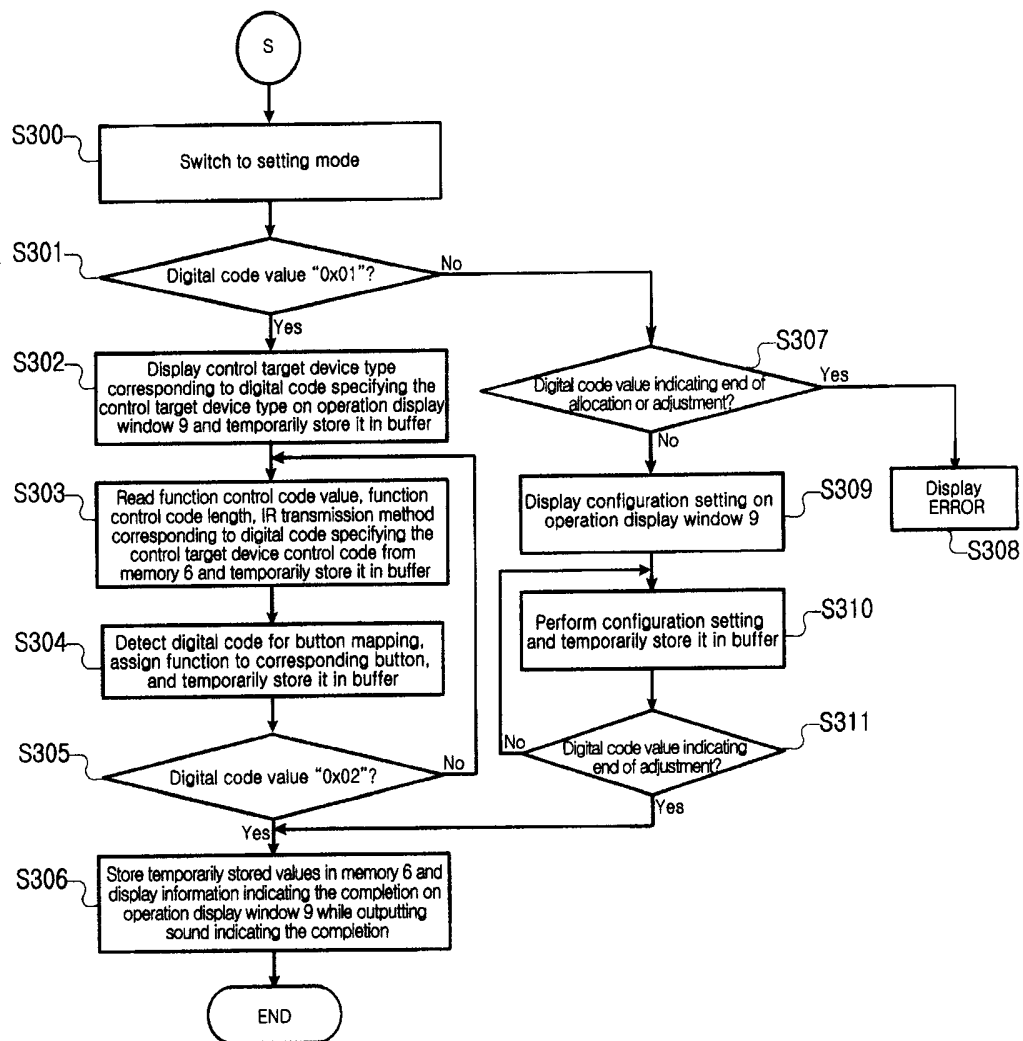 S
S300
Switch to setting mode
S301
Digital code value "0x01"?
No
Yes
S302
Display control target device type
corresponding to digital code specifying the
control target device type on operation display
window 9 and temporarily store it in buffer
S303
Read function control code value, function
control code length, IR transmission method
corresponding to digital code specifying the
control target device control code from
memory 6 and temporarily store it in buffer
S304
Detect digital code for button mapping,
assign function to corresponding button,
and temporarily store it in buffer
S305
Digital code value "0x02"?
No
Yes
S306
Store temporarily stored values in memory 6 and
display information indicating the completion on
operation display window 9 while outputting
sound indicating the completion
END
S307
Digital code value indicating end of
allocation or adjustment?
Yes
No
Display
ERROR
S308
S309
Display configuration setting on
operation display window 9
S310
Perform configuration setting
and temporarily store it in buffer
S311
Digital code value indicating
end of adjustment?
No
Yes